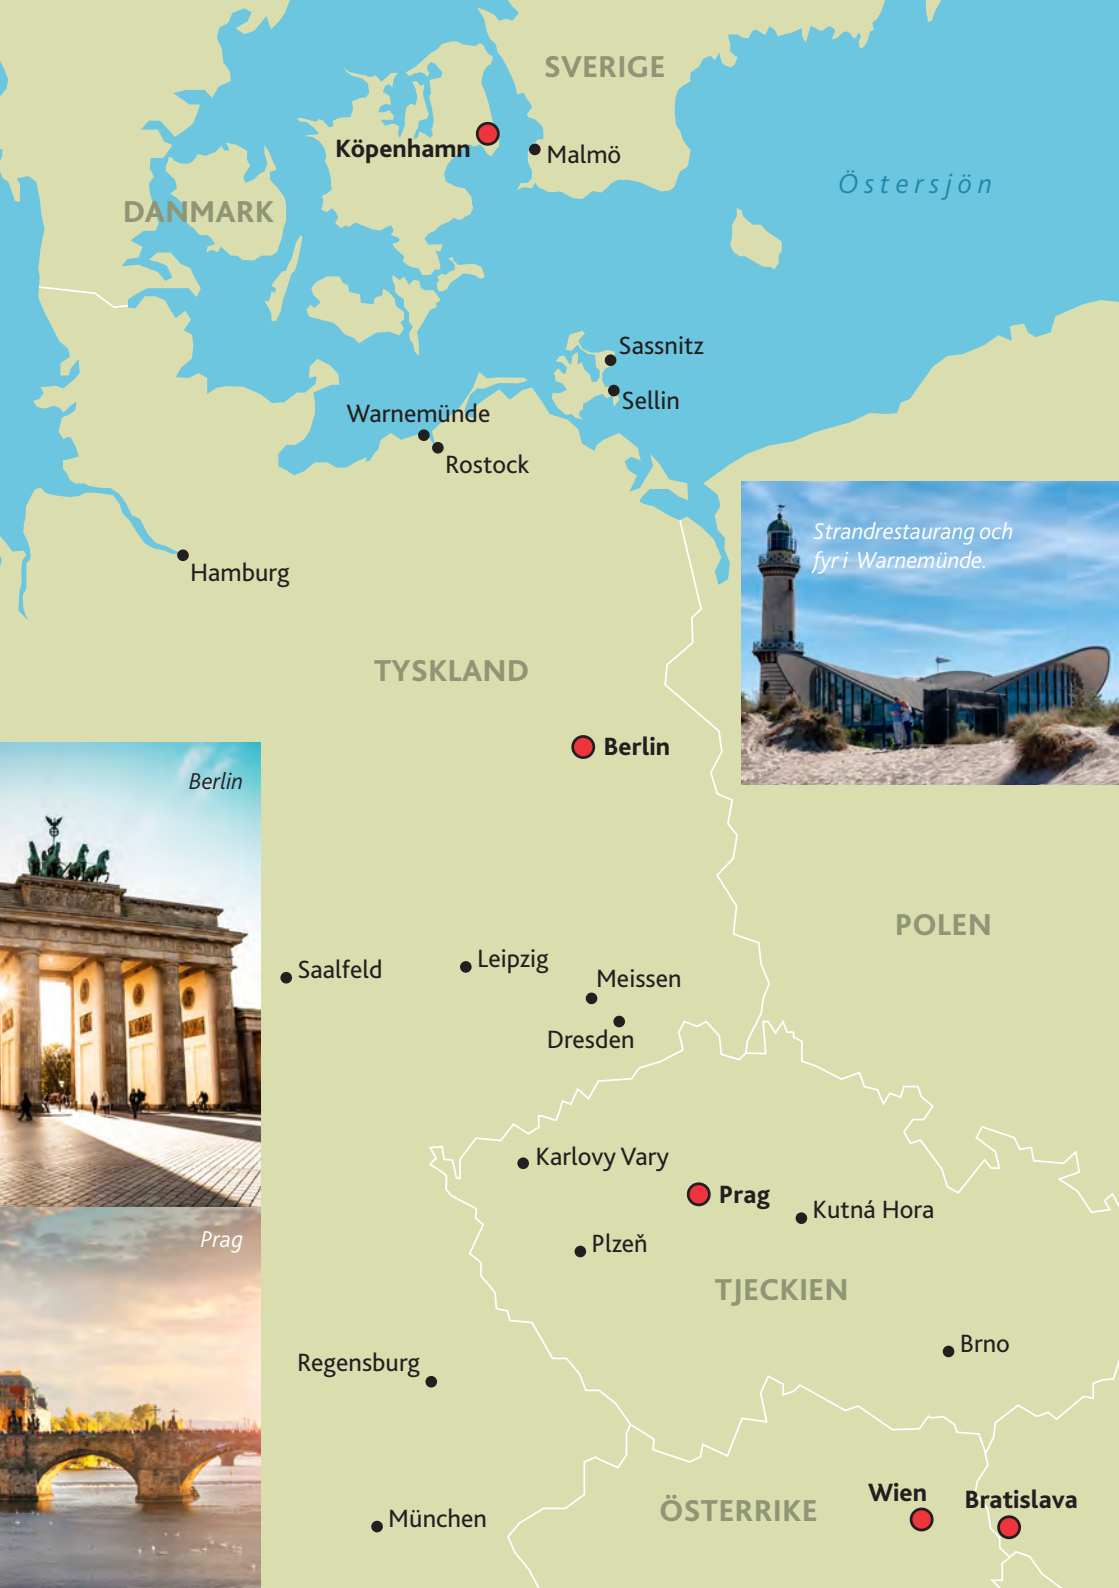 SVERIGE
Köpenhamn
Malmö
Östersjön
DANMARK
Sassnitz
Sellin
Warnemünde
Rostock
Strandrestaurang och
fyr i Warnemünde.
Hamburg
TYSKLAND
Berlin
Berlin
POLEN
Saalfeld
Leipzig
Meissen
Dresden
Karlovy Vary
Prag
Kutná Hora
Prag
Plzeň
TJECKIEN
Brno
Regensburg
Wien
Bratislava
ÖSTERRIKE
München